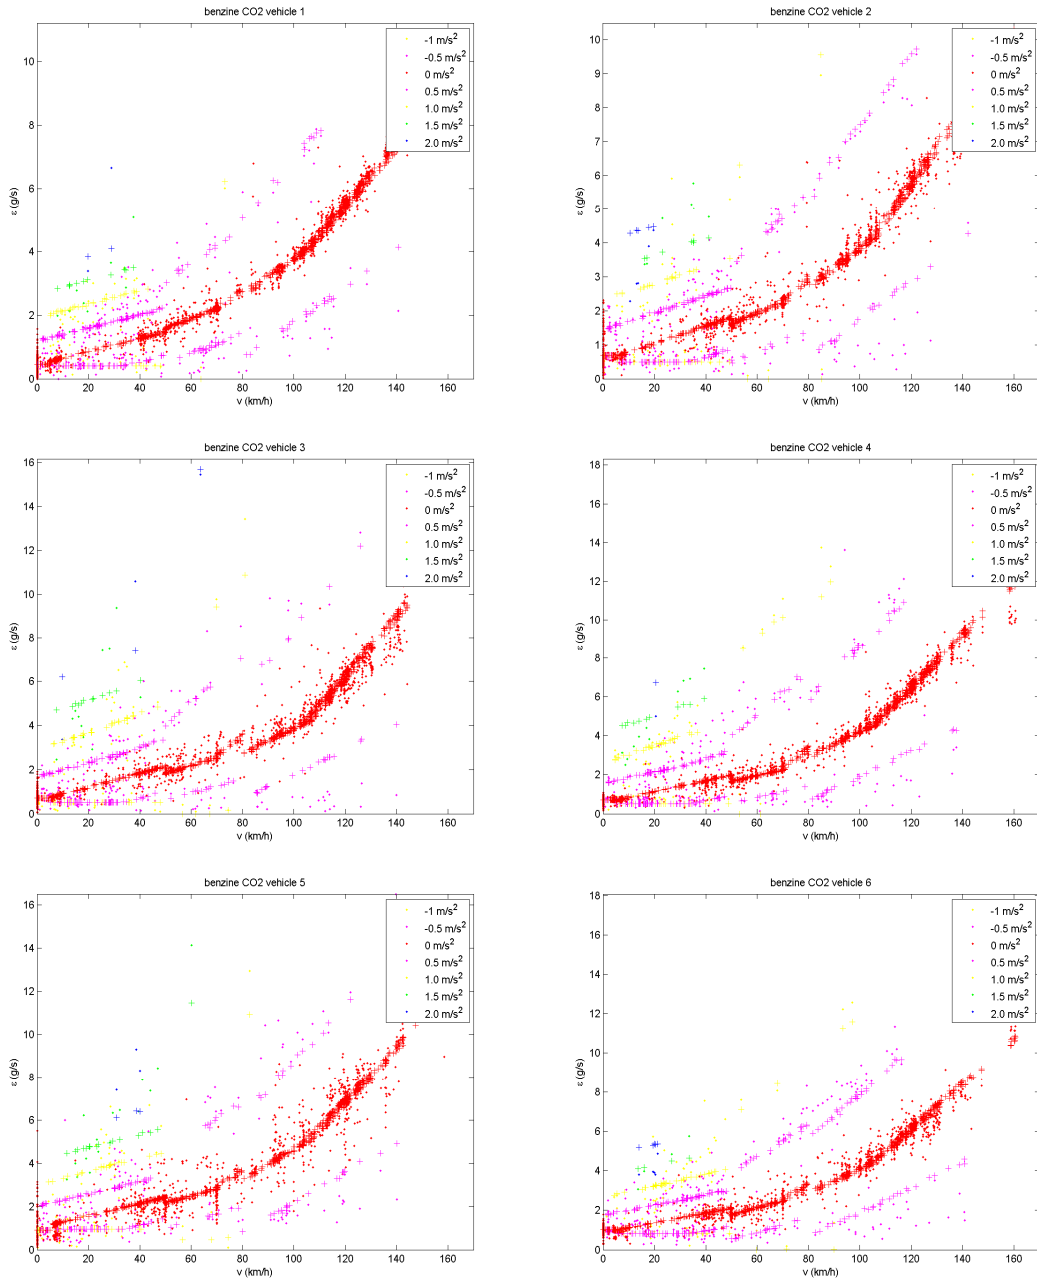 benzine CO2 vehicle 1
-1 m/s2
-0.5 m/s2
0 m/s2
0.5 m/s2
1.0 m/s2
1.5 m/s2
2.0 m/s2
10
8
6
4
2
0
ε (g/s)
0 20 40 60 80 100 120 140 160
v (km/h)
benzine CO2 vehicle 2
-1 m/s2
-0.5 m/s2
0 m/s2
0.5 m/s2
1.0 m/s2
1.5 m/s2
2.0 m/s2
10
9
8
7
6
5
4
3
2
1
0
ε (g/s)
0 20 40 60 80 100 120 140 160
v (km/h)
benzine CO2 vehicle 3
-1 m/s2
-0.5 m/s2
0 m/s2
0.5 m/s2
1.0 m/s2
1.5 m/s2
2.0 m/s2
16
14
12
10
8
6
4
2
0
ε (g/s)
0 20 40 60 80 100 120 140 160
v (km/h)
benzine CO2 vehicle 4
-1 m/s2
-0.5 m/s2
0 m/s2
0.5 m/s2
1.0 m/s2
1.5 m/s2
2.0 m/s2
18
16
14
12
10
8
6
4
2
0
ε (g/s)
0 20 40 60 80 100 120 140 160
v (km/h)
benzine CO2 vehicle 5
-1 m/s2
-0.5 m/s2
0 m/s2
0.5 m/s2
1.0 m/s2
1.5 m/s2
2.0 m/s2
16
14
12
10
8
6
4
2
0
ε (g/s)
0 20 40 60 80 100 120 140 160
v (km/h)
benzine CO2 vehicle 6
-1 m/s2
-0.5 m/s2
0 m/s2
0.5 m/s2
1.0 m/s2
1.5 m/s2
2.0 m/s2
18
16
14
12
10
8
6
4
2
0
ε (g/s)
0 20 40 60 80 100 120 140 160
v (km/h)